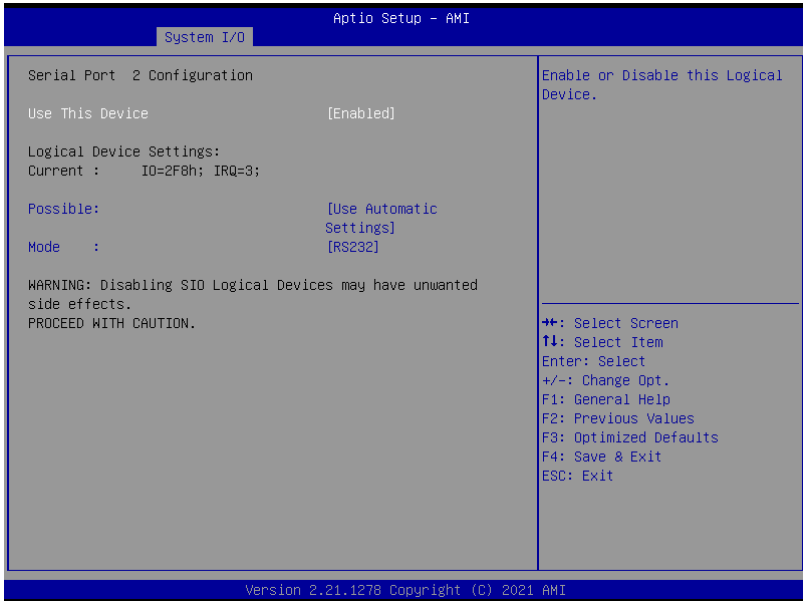 Aptio Setup – AMI
System I/O
Serial Port  2 Configuration
Use This Device [Enabled]
Logical Device Settings:
Current :  IO=2F8h; IRQ=3;
Possible: [Use Automatic
Settings]
Mode : [RS232]
WARNING: Disabling SIO Logical Devices may have unwanted
side effects.
PROCEED WITH CAUTION.
Enable or Disable this Logical
Device.
→←: Select Screen
↑↓: Select Item
Enter: Select
+/-: Change Opt.
F1: General Help
F2: Previous Values
F3: Optimized Defaults
F4: Save & Exit
ESC: Exit
Version 2.21.1278 Copyright (C) 2021 AMI